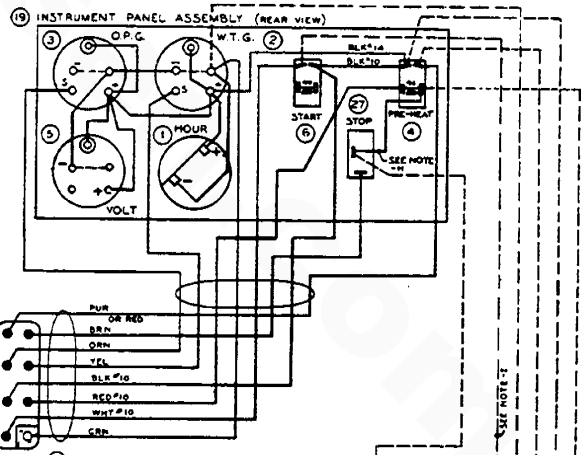 19 INSTRUMENT PANEL ASSEMBLY (REAR VIEW)
3 O.P.G. W.T.G. 2
BLK#14
BLK#10
S S
- + - +
5 1 HOUR
START
6
27
STOP
PRE-HEAT
4
SEE NOTE
-H
- +
VOLT
+ -
PUR
OR RED
BRN
ORN
YEL
BLK#10
RED#10
WHT#10
GRN
SEE NOTE-I